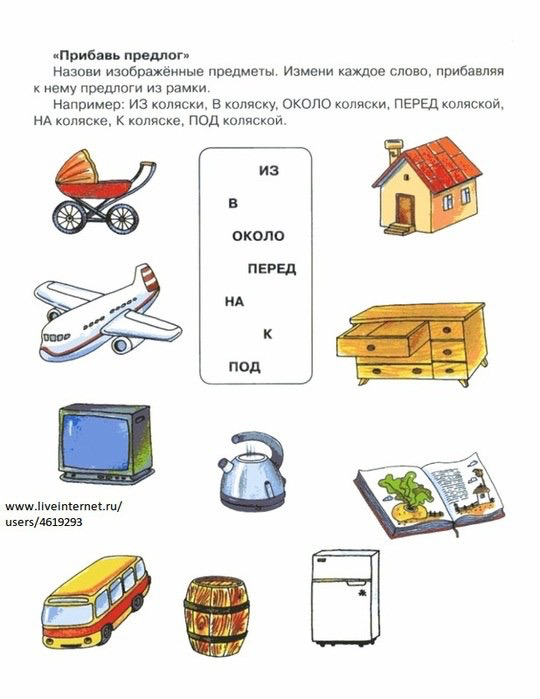 «Прибавь предлог»
Назови изображённые предметы. Измени каждое слово, прибавляя
к нему предлоги из рамки.
Например: ИЗ коляски, В коляску, ОКОЛО коляски, ПЕРЕД коляской,
НА коляске, К коляске, ПОД коляской.
ИЗ
В
ОКОЛО
ПЕРЕД
НА
К
ПОД
www.liveinternet.ru/
users/4619293